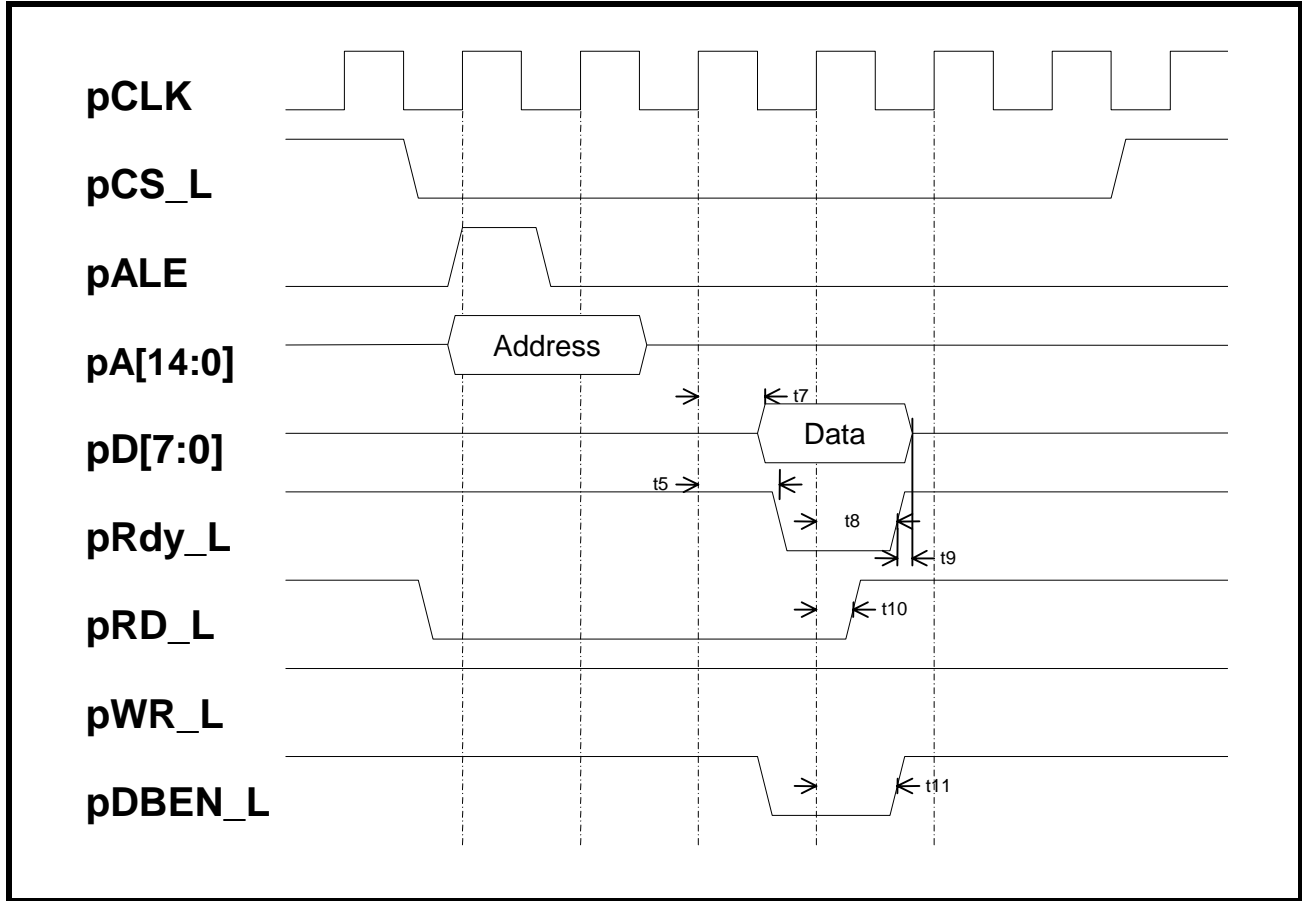 pCLK
pCS_L
pALE
pA[14:0]
Address
t7
pD[7:0]
Data
t5
pRdy_L
t8
t9
pRD_L
t10
pWR_L
pDBEN_L
t11